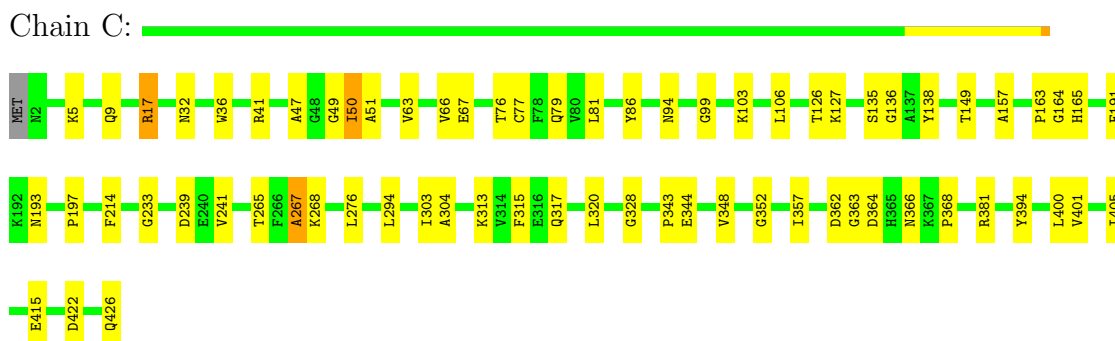 Chain C:
MET N2 K5 Q9 R17 N32 W36 R41 A47 G48 G49 I50 A51 V63 V66 E67 T76 C77 F78 Q79 V80 L81 Y86 N94 G99 K103 L106 T126 K127 S135 G136 A137 Y138 T149 A157 P163 G164 H165
K192 N193 P197 F214 G233 D239 E240 V241 T265 F266 A267 K268 L276 L294 I303 A304 K313 V314 F315 E316 Q317 L320 G328 P343 E344 V348 G352 I357 D362 G363 D364 H365 N366 K367 P368 R381 Y394 L400 V401
E415 D422 Q426